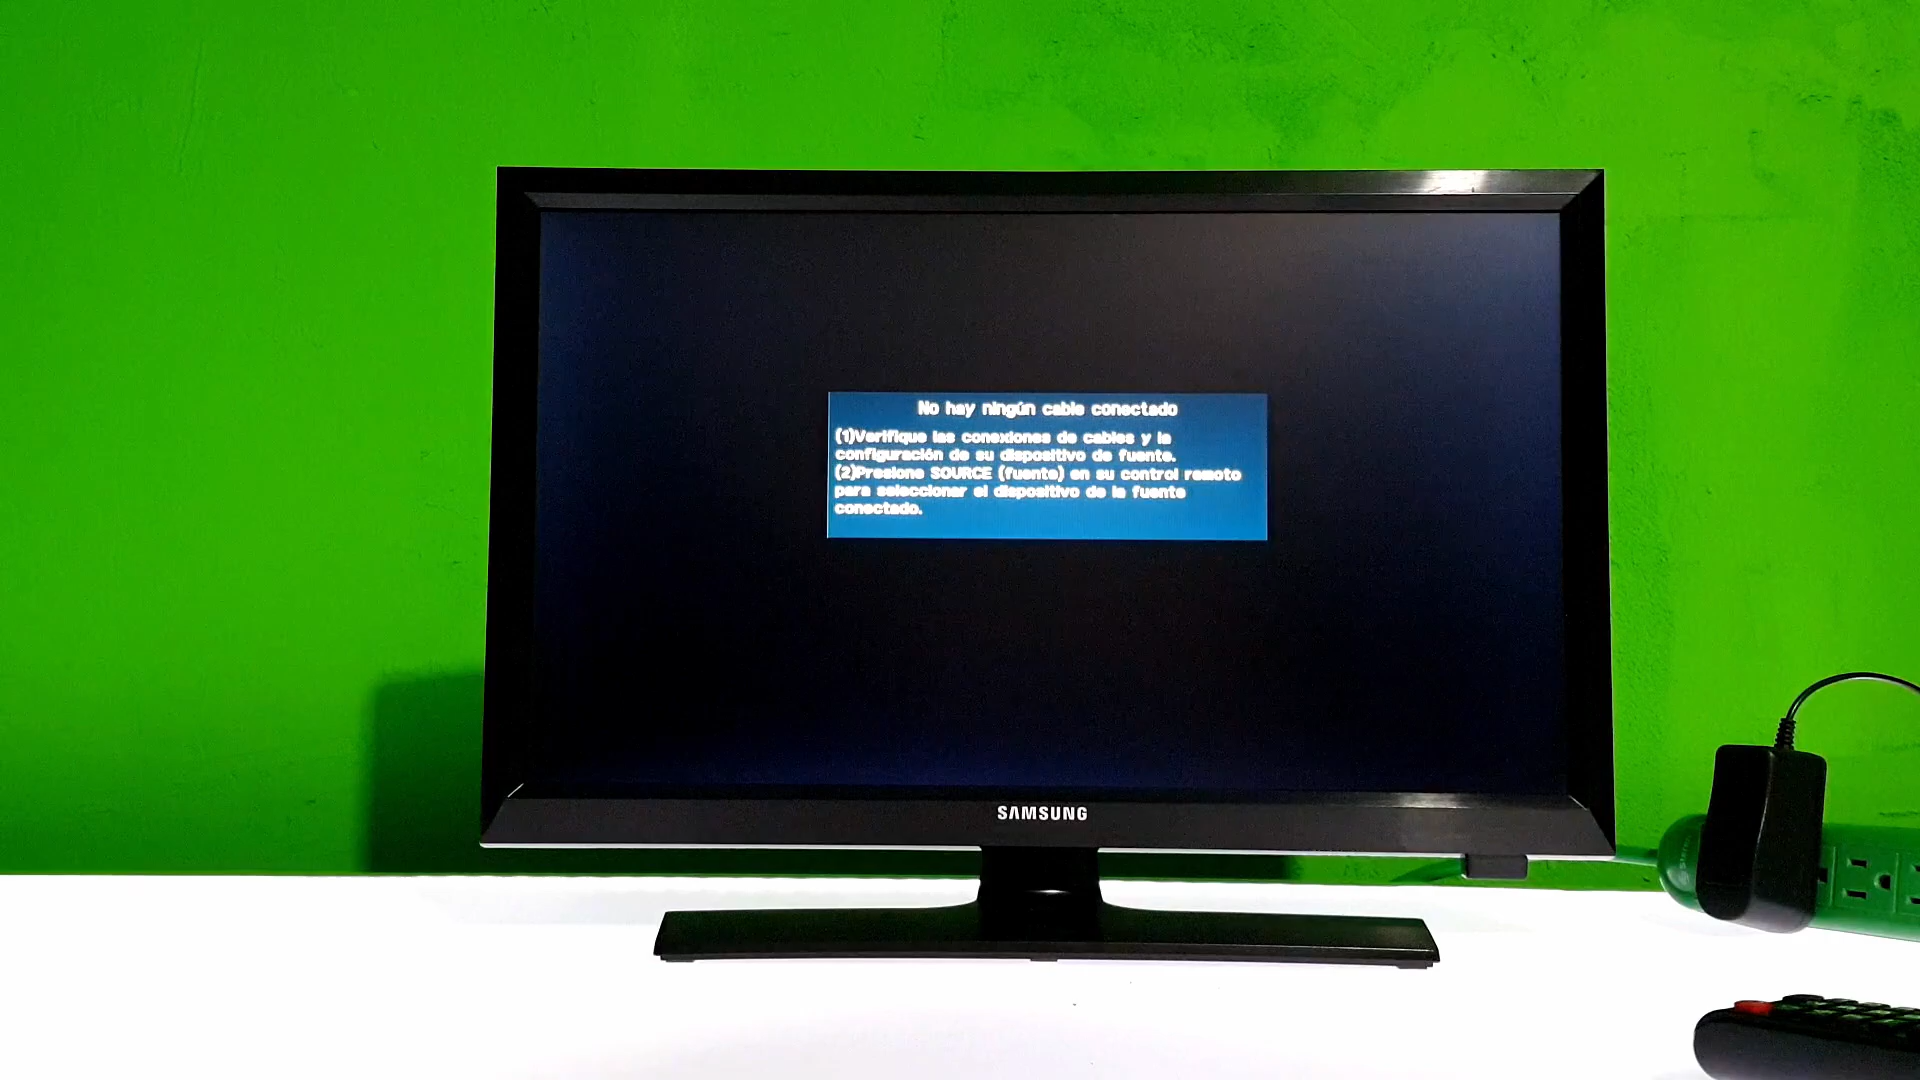 No hay ningún cable conectado
(1)Verifique las conexiones de cables y la
configuración de su dispositivo de fuente.
(2)Presione SOURCE (fuente) en su control remoto
para seleccionar el dispositivo de la fuente
conectado.
SAMSUNG